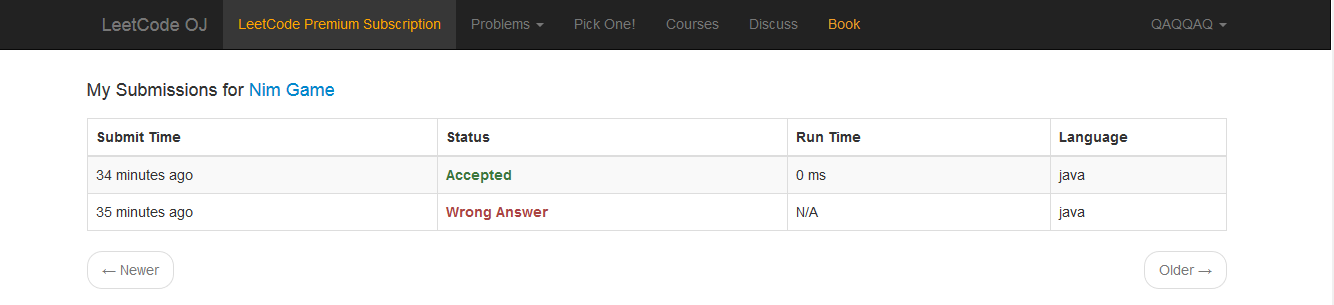 LeetCode OJ LeetCode Premium Subscription Problems Pick One! Courses Discuss Book QAQQAQ
My Submissions for Nim Game
Submit Time Status Run Time Language
34 minutes ago Accepted 0 ms java
35 minutes ago Wrong Answer N/A java
← Newer Older →